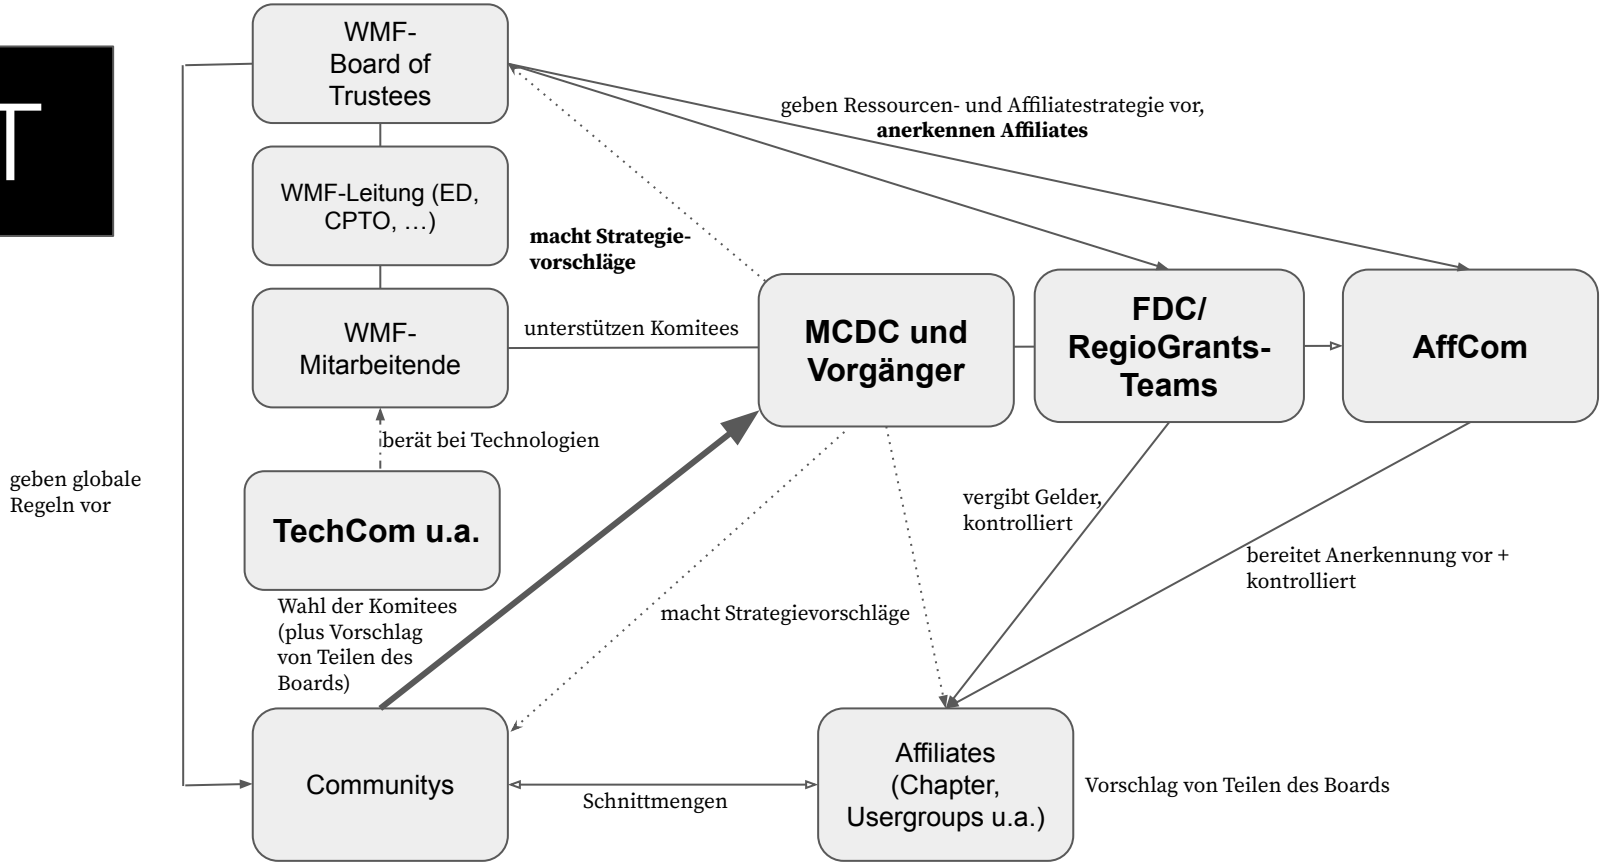 T
WMF-
Board of
Trustees
geben Ressourcen- und Affiliatestrategie vor,
anerkennen Affiliates
WMF-Leitung (ED,
CPTO, …)
macht Strategie-
vorschläge
WMF-
Mitarbeitende
unterstützen Komitees
MCDC und
Vorgänger
FDC/
RegioGrants-
Teams
AffCom
berät bei Technologien
geben globale
Regeln vor
TechCom u.a.
vergibt Gelder,
kontrolliert
bereitet Anerkennung vor +
kontrolliert
Wahl der Komitees
(plus Vorschlag
von Teilen des
Boards)
macht Strategievorschläge
Communitys
Schnittmengen
Affiliates
(Chapter,
Usergroups u.a.)
Vorschlag von Teilen des Boards